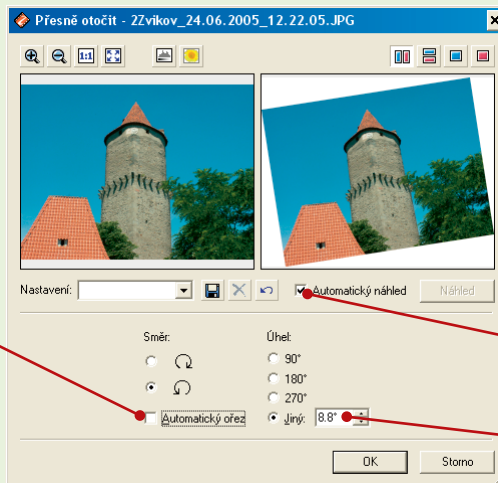 Přesně otočit - 2Zvikov_24.06.2005_12.22.05.JPG
1:1
Nastavení:
Automatický náhled
Náhled
Směr:
Úhel:
90°
180°
270°
Automatický ořez
Jiný: 8.8°
OK
Storno